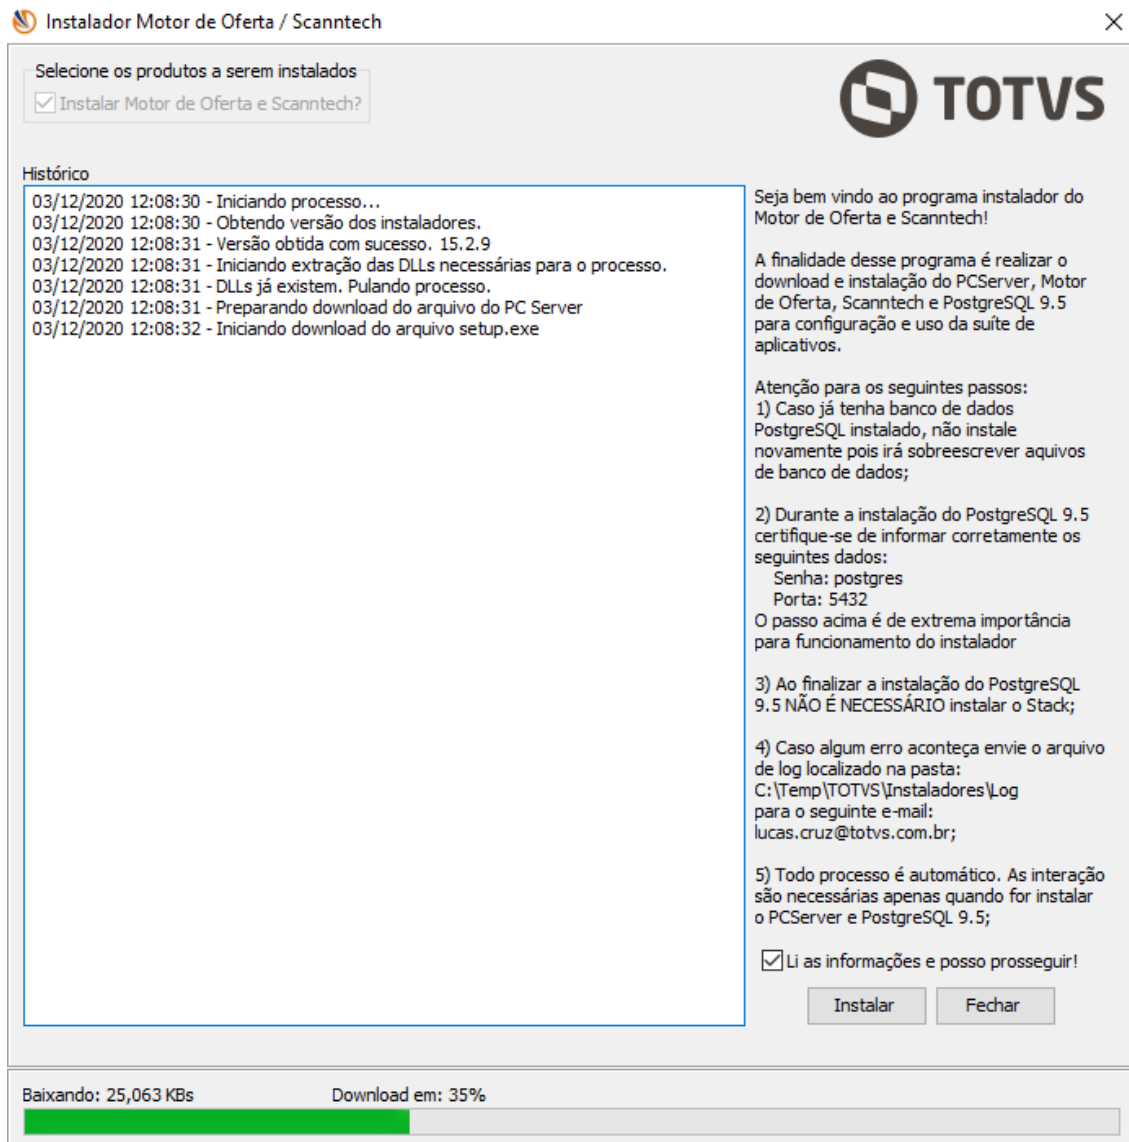 Instalador Motor de Oferta / Scanntech
Selecione os produtos a serem instalados
Instalar Motor de Oferta e Scanntech?
TOTVS
Histórico
03/12/2020 12:08:30 - Iniciando processo...
03/12/2020 12:08:30 - Obtendo versão dos instaladores.
03/12/2020 12:08:31 - Versão obtida com sucesso. 15.2.9
03/12/2020 12:08:31 - Iniciando extração das DLLs necessárias para o processo.
03/12/2020 12:08:31 - DLLs já existem. Pulando processo.
03/12/2020 12:08:31 - Preparando download do arquivo do PC Server
03/12/2020 12:08:32 - Iniciando download do arquivo setup.exe
Seja bem vindo ao programa instalador do
Motor de Oferta e Scanntech!
A finalidade desse programa é realizar o
download e instalação do PCServer, Motor
de Oferta, Scanntech e PostgreSQL 9.5
para configuração e uso da suíte de
aplicativos.
Atenção para os seguintes passos:
1) Caso já tenha banco de dados
PostgreSQL instalado, não instale
novamente pois irá sobreescrever aquivos
de banco de dados;
2) Durante a instalação do PostgreSQL 9.5
certifique-se de informar corretamente os
seguintes dados:
Senha: postgres
Porta: 5432
O passo acima é de extrema importância
para funcionamento do instalador
3) Ao finalizar a instalação do PostgreSQL
9.5 NÃO É NECESSÁRIO instalar o Stack;
4) Caso algum erro aconteça envie o arquivo
de log localizado na pasta:
C:\Temp\TOTVS\Instaladores\Log
para o seguinte e-mail:
lucas.cruz@totvs.com.br;
5) Todo processo é automático. As interação
são necessárias apenas quando for instalar
o PCServer e PostgreSQL 9.5;
Li as informações e posso prosseguir!
Instalar Fechar
Baixando: 25,063 KBs Download em: 35%